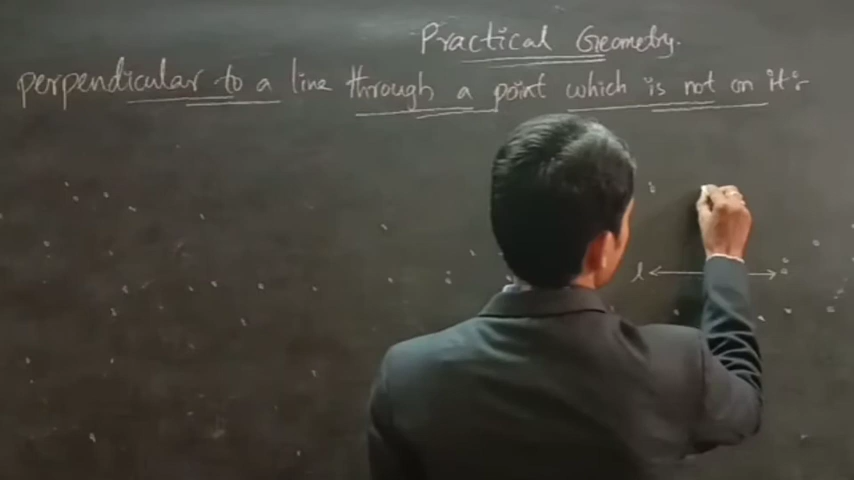 Practical Geometry.
perpendicular to a line through a point which is not on it:-
l